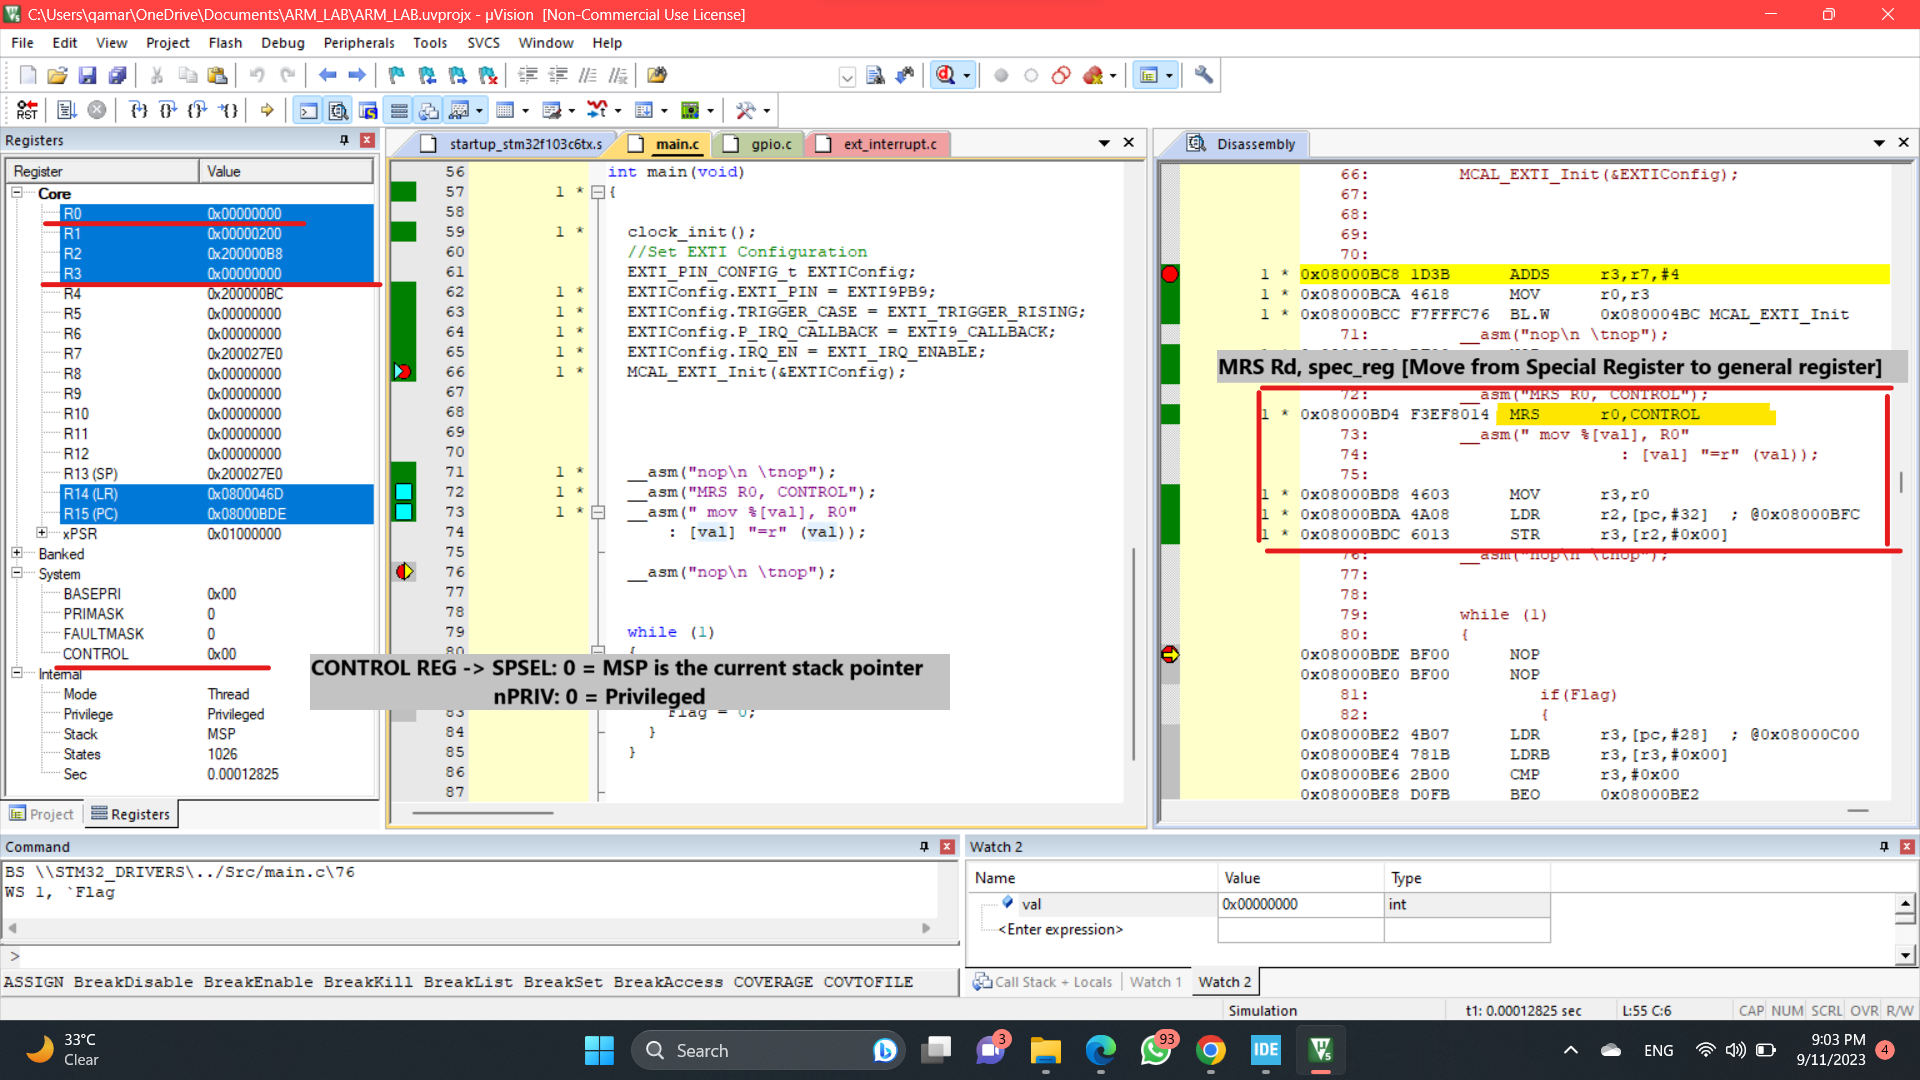 C:\Users\qamar\OneDrive\Documents\ARM_LAB\ARM_LAB.uvprojx - µVision  [Non-Commercial Use License]
File Edit View Project Flash Debug Peripherals Tools SVCS Window Help
RST
Registers
Register Value
Core
R0 0x00000000
R1 0x00000200
R2 0x200000B8
R3 0x00000000
R4 0x200000BC
R5 0x00000000
R6 0x00000000
R7 0x200027E0
R8 0x00000000
R9 0x00000000
R10 0x00000000
R11 0x00000000
R12 0x00000000
R13 (SP) 0x200027E0
R14 (LR) 0x0800046D
R15 (PC) 0x08000BDE
xPSR 0x01000000
Banked
System
BASEPRI 0x00
PRIMASK 0
FAULTMASK 0
CONTROL 0x00
Internal
Mode Thread
Privilege Privileged
Stack MSP
States 1026
Sec 0.00012825
Project Registers
startup_stm32f103c6tx.s main.c gpio.c ext_interrupt.c
56 int main(void)
57 1 * {
58
59 1 * clock_init();
60 //Set EXTI Configuration
61 EXTI_PIN_CONFIG_t EXTIConfig;
62 1 * EXTIConfig.EXTI_PIN = EXTI9PB9;
63 1 * EXTIConfig.TRIGGER_CASE = EXTI_TRIGGER_RISING;
64 1 * EXTIConfig.P_IRQ_CALLBACK = EXTI9_CALLBACK;
65 1 * EXTIConfig.IRQ_EN = EXTI_IRQ_ENABLE;
66 1 * MCAL_EXTI_Init(&EXTIConfig);
67
68
69
70
71 1 * __asm("nop\n \tnop");
72 1 * __asm("MRS R0, CONTROL");
73 1 * __asm(" mov %[val], R0"
74 : [val] "=r" (val));
75
76 __asm("nop\n \tnop");
77
78
79 while (1)
80 {
CONTROL REG -> SPSEL: 0 = MSP is the current stack pointer
nPRIV: 0 = Privileged
83 Flag = 0;
84 }
85 }
86
87
Disassembly
66: MCAL_EXTI_Init(&EXTIConfig);
67:
68:
69:
70:
1 * 0x08000BC8 1D3B ADDS r3,r7,#4
1 * 0x08000BCA 4618 MOV r0,r3
1 * 0x08000BCC F7FFFC76 BL.W 0x080004BC MCAL_EXTI_Init
71: __asm("nop\n \tnop");
MRS Rd, spec_reg [Move from Special Register to general register]
72: __asm("MRS R0, CONTROL");
1 * 0x08000BD4 F3EF8014 MRS r0,CONTROL
73: __asm(" mov %[val], R0"
74: : [val] "=r" (val));
75:
1 * 0x08000BD8 4603 MOV r3,r0
1 * 0x08000BDA 4A08 LDR r2,[pc,#32] ; @0x08000BFC
1 * 0x08000BDC 6013 STR r3,[r2,#0x00]
76: __asm("nop\n \tnop");
77:
78:
79: while (1)
80: {
0x08000BDE BF00 NOP
0x08000BE0 BF00 NOP
81: if(Flag)
82: {
0x08000BE2 4B07 LDR r3,[pc,#28] ; @0x08000C00
0x08000BE4 781B LDRB r3,[r3,#0x00]
0x08000BE6 2B00 CMP r3,#0x00
0x08000BE8 D0FB BEQ 0x08000BE2
Command
BS \\STM32_DRIVERS\../Src/main.c\76
WS 1, `Flag
>
ASSIGN BreakDisable BreakEnable BreakKill BreakList BreakSet BreakAccess COVERAGE COVTOFILE
Watch 2
Name Value Type
val 0x00000000 int
<Enter expression>
Call Stack + Locals Watch 1 Watch 2
Simulation t1: 0.00012825 sec L:55 C:6 CAP NUM SCRL OVR R/W
33°C
Clear
Search
3
93
IDE
ENG
9:03 PM
9/11/2023
4